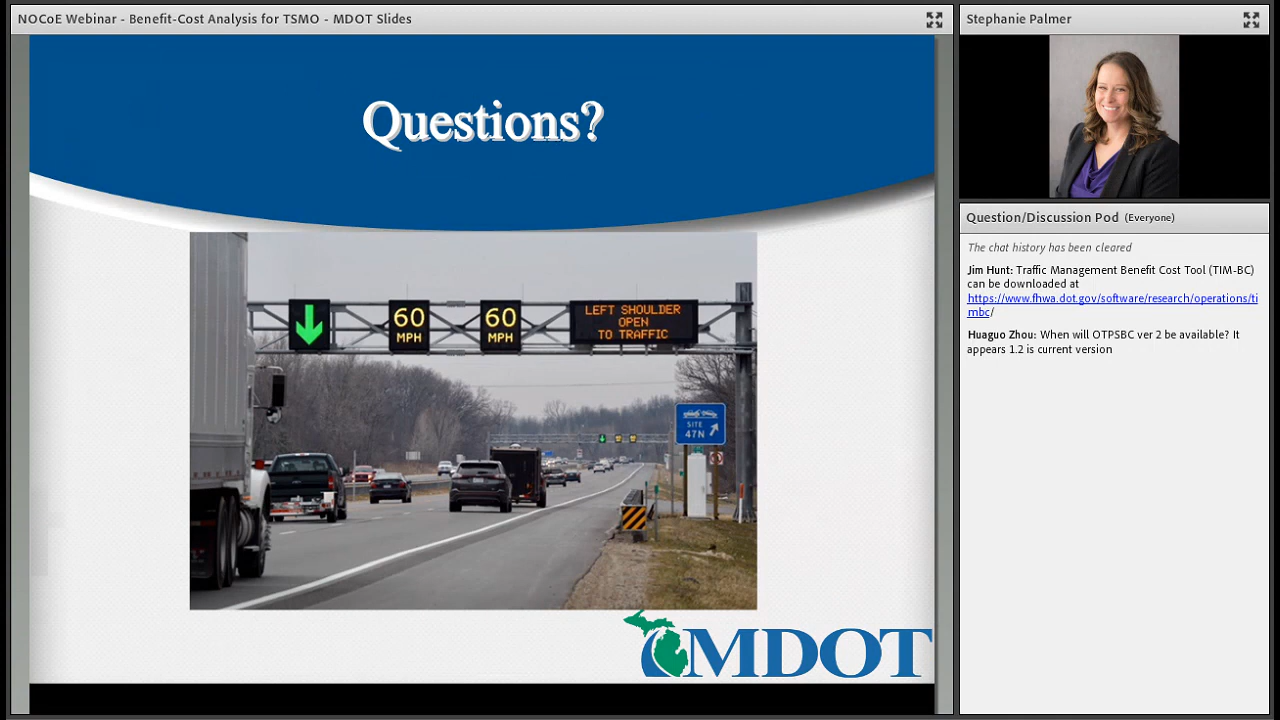 NOCoE Webinar - Benefit-Cost Analysis for TSMO - MDOT Slides
Questions?
60
MPH
60
MPH
LEFT SHOULDER
OPEN
TO TRAFFIC
SITE
47N
MDOT
Stephanie Palmer
Question/Discussion Pod (Everyone)
The chat history has been cleared
Jim Hunt: Traffic Management Benefit Cost Tool (TIM-BC)
can be downloaded at
https://www.fhwa.dot.gov/software/research/operations/ti
mbc/
Huaguo Zhou: When will OTPSBC ver 2 be available? It
appears 1.2 is current version